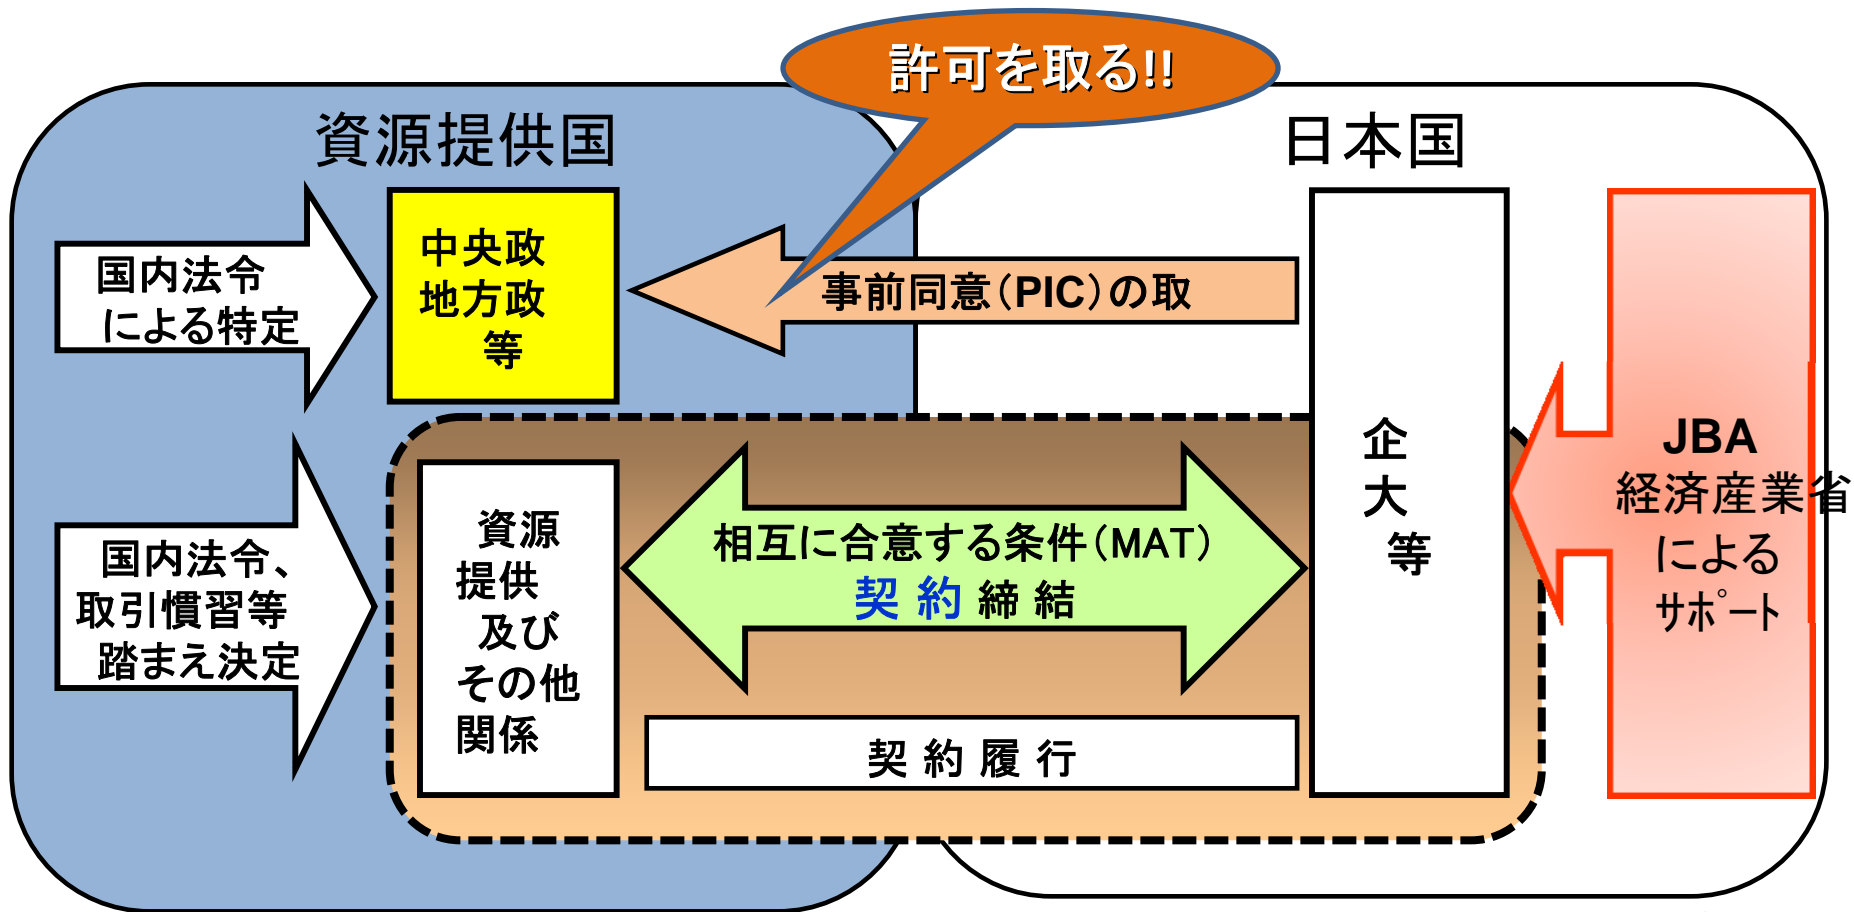 許可を取る!!
資源提供国
日本国
国内法令
による特定
中央政
地方政
等
事前同意（PIC）の取
国内法令、
取引慣習等
踏まえ決定
資源
提供
及び
その他
関係
相互に合意する条件（MAT）
契 約 締 結
契 約 履 行
企
大
等
JBA
経済産業省
による
ｻﾎﾟｰﾄ